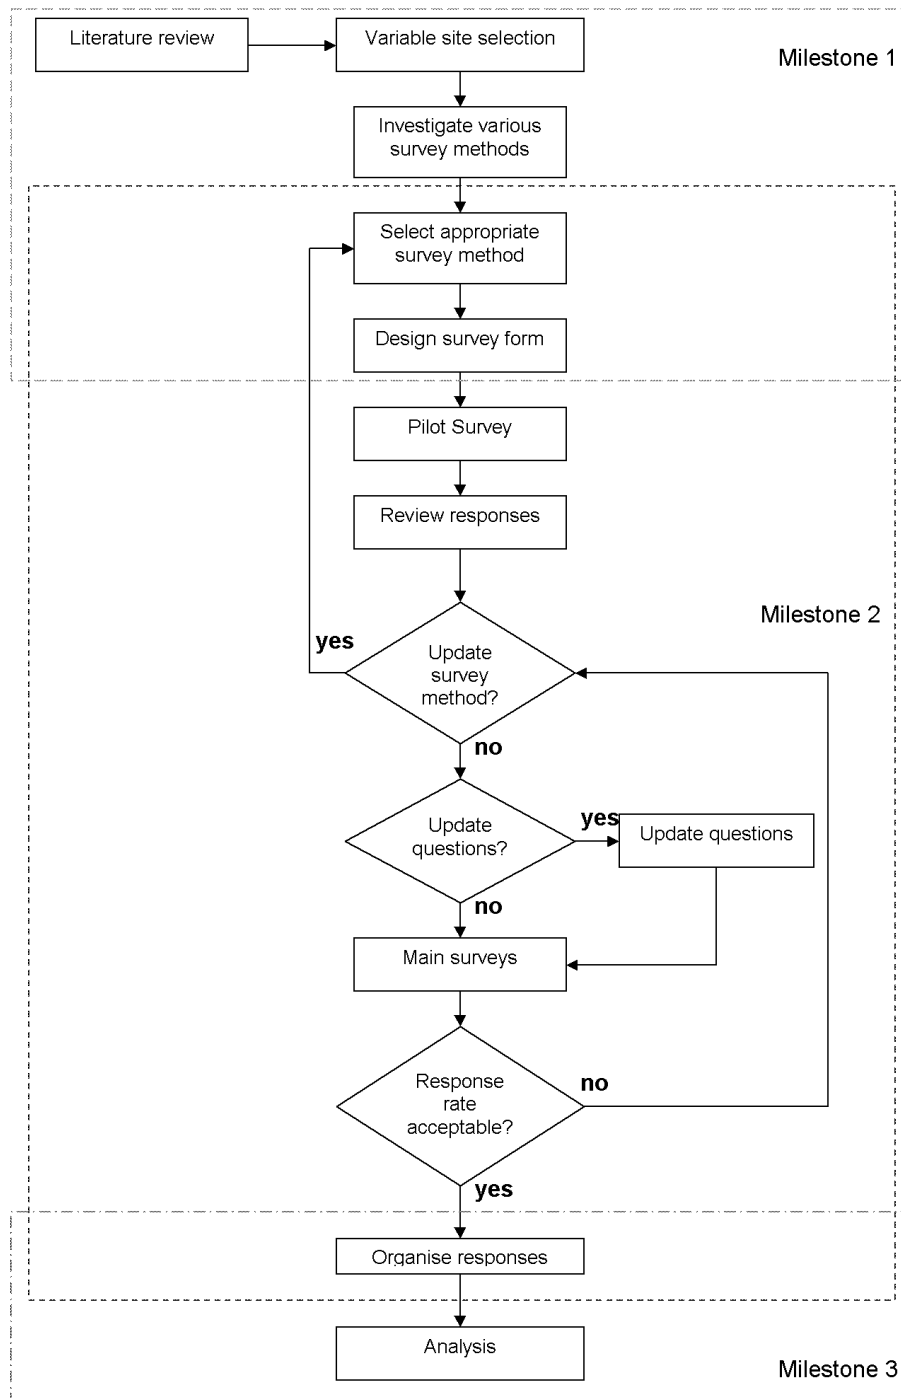 Literature review
Variable site selection
Milestone 1
Investigate various
survey methods
Select appropriate
survey method
Design survey form
Pilot Survey
Review responses
Milestone 2
yes
Update
survey
method?
no
Update
questions?
yes
Update questions
no
Main surveys
Response
rate
acceptable?
no
yes
Organise responses
Analysis
Milestone 3